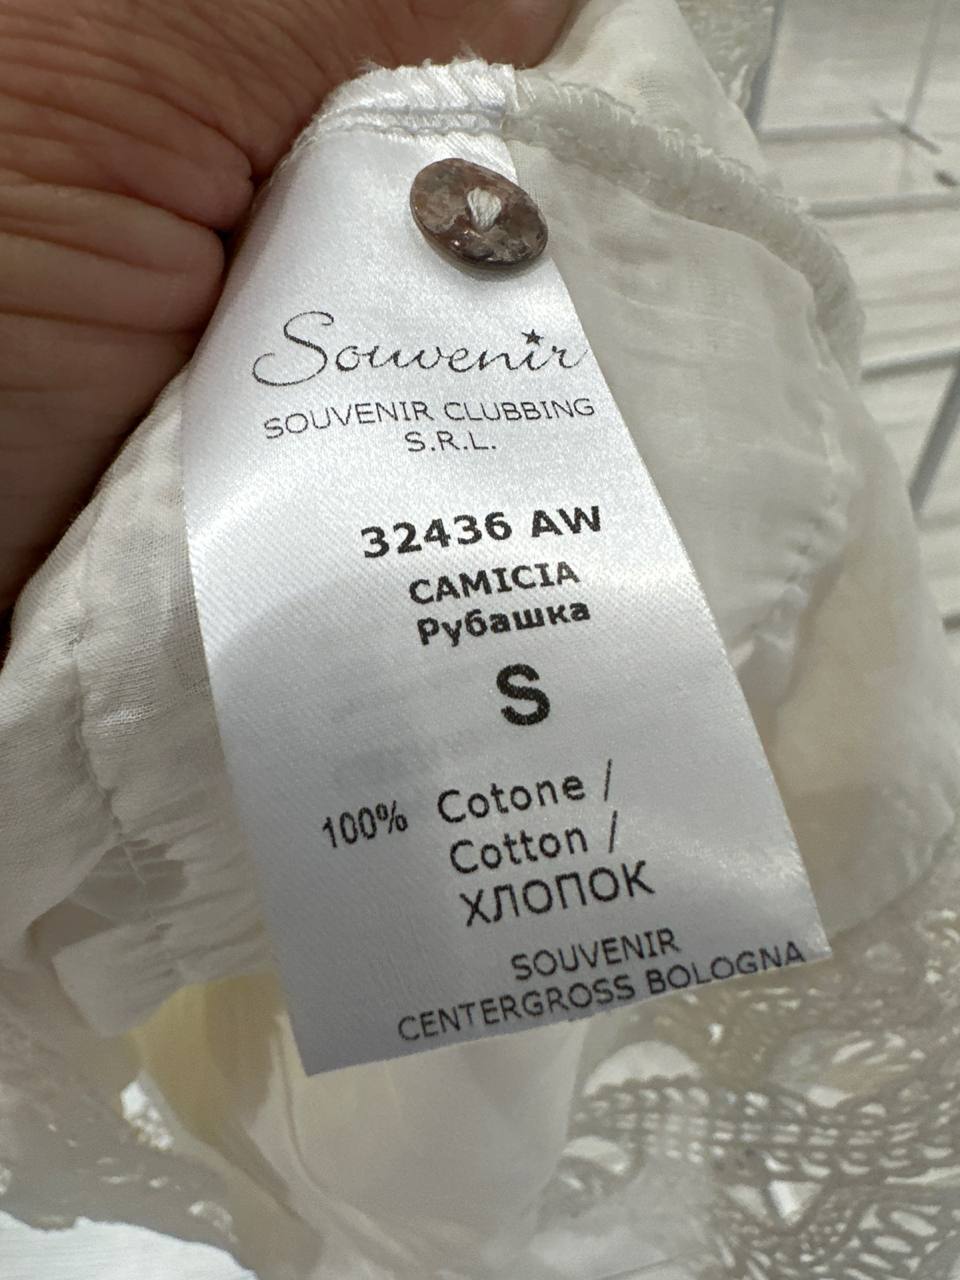 Souvenir
SOUVENIR CLUBBING
S.R.L.
32436 AW
CAMICIA
Рубашка
S
100% Cotone /
Cotton /
ХЛОПОК
SOUVENIR
CENTERGROSS BOLOGNA